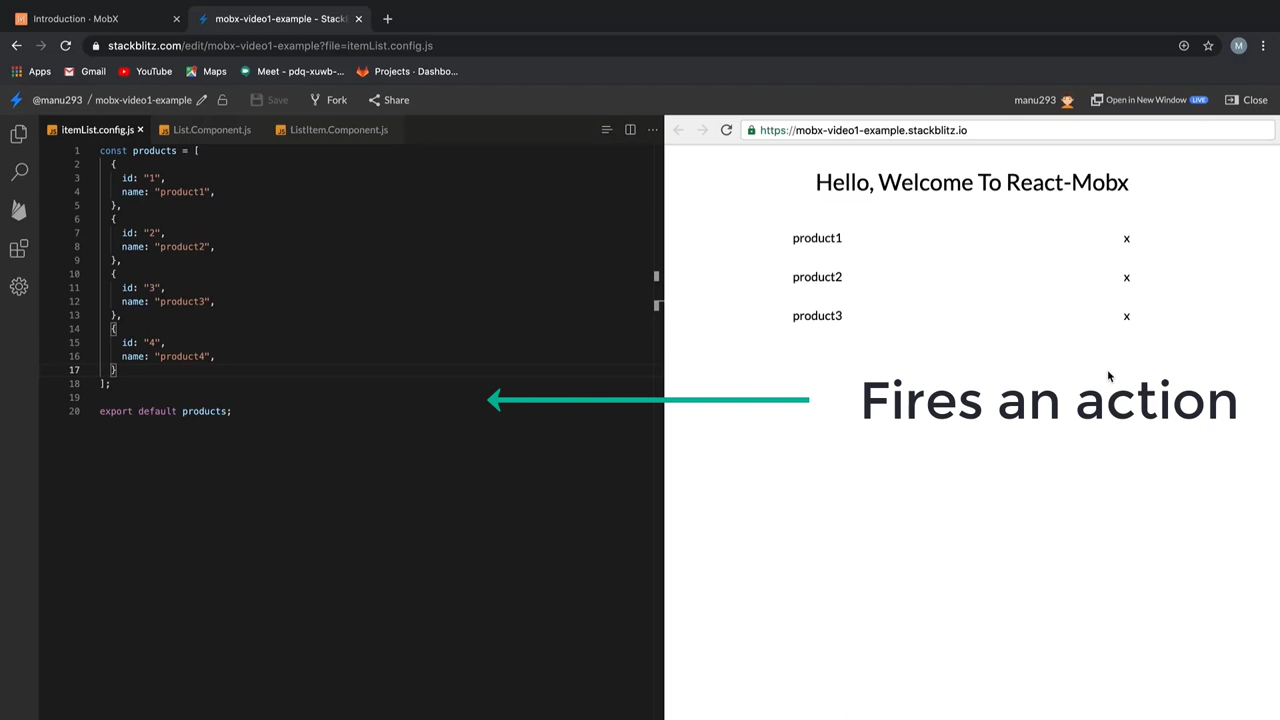 Introduction · MobX
mobx-video1-example - StackBl
stackblitz.com/edit/mobx-video1-example?file=itemList.config.js
M
Apps Gmail YouTube Maps Meet - pdq-xuwb-... Projects · Dashbo...
@manu293 / mobx-video1-example Save Fork Share manu293 Open in New Window LIVE Close
itemList.config.js List.Component.js ListItem.Component.js
https://mobx-video1-example.stackblitz.io
1 const products = [
2 {
3 id: "1",
4 name: "product1",
5 },
6 {
7 id: "2",
8 name: "product2",
9 },
10 {
11 id: "3",
12 name: "product3",
13 },
14 {
15 id: "4",
16 name: "product4",
17 }
18 ];
19
20 export default products;
Hello, Welcome To React-Mobx
product1 x
product2 x
product3 x
Fires an action